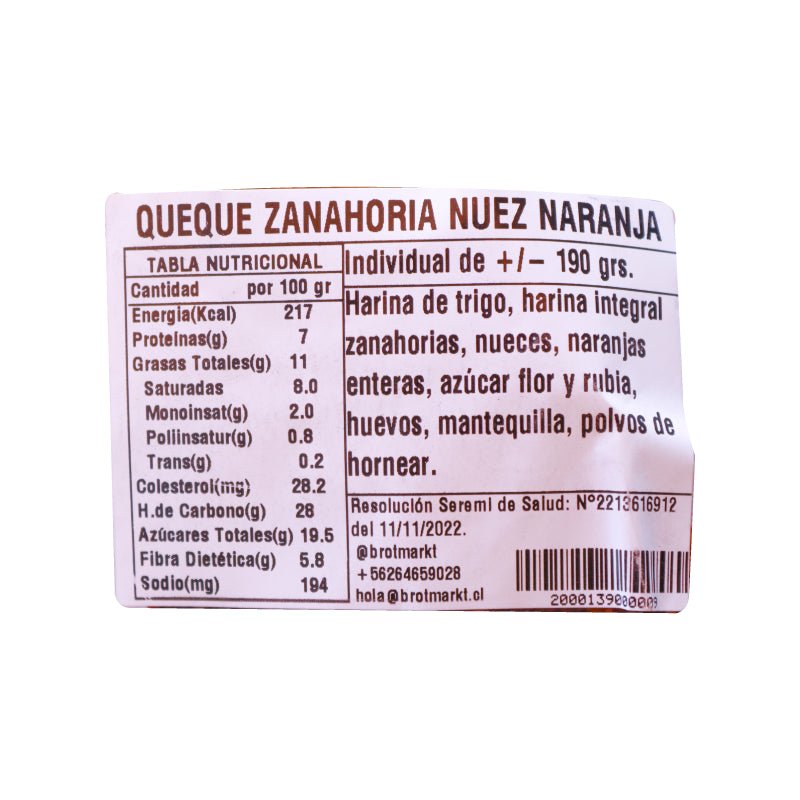 QUEQUE ZANAHORIA NUEZ NARANJA
TABLA NUTRICIONAL
Cantidad por 100 gr
Energia(Kcal) 217
Proteínas(g) 7
Grasas Totales(g) 11
Saturadas 8.0
Monoinsat(g) 2.0
Poliinsatur(g) 0.8
Trans(g) 0.2
Colesterol(mg) 28.2
H.de Carbono(g) 28
Azúcares Totales(g) 19.5
Fibra Dietética(g) 5.8
Sodio(mg) 194
Individual de +/- 190 grs.
Harina de trigo, harina integral
zanahorias, nueces, naranjas
enteras, azúcar flor y rubia,
huevos, mantequilla, polvos de
hornear.
Resolución Seremi de Salud: N°2213616912
del 11/11/2022.
@brotmarkt
+56264659028
hola@brotmarkt.cl
2000139000009